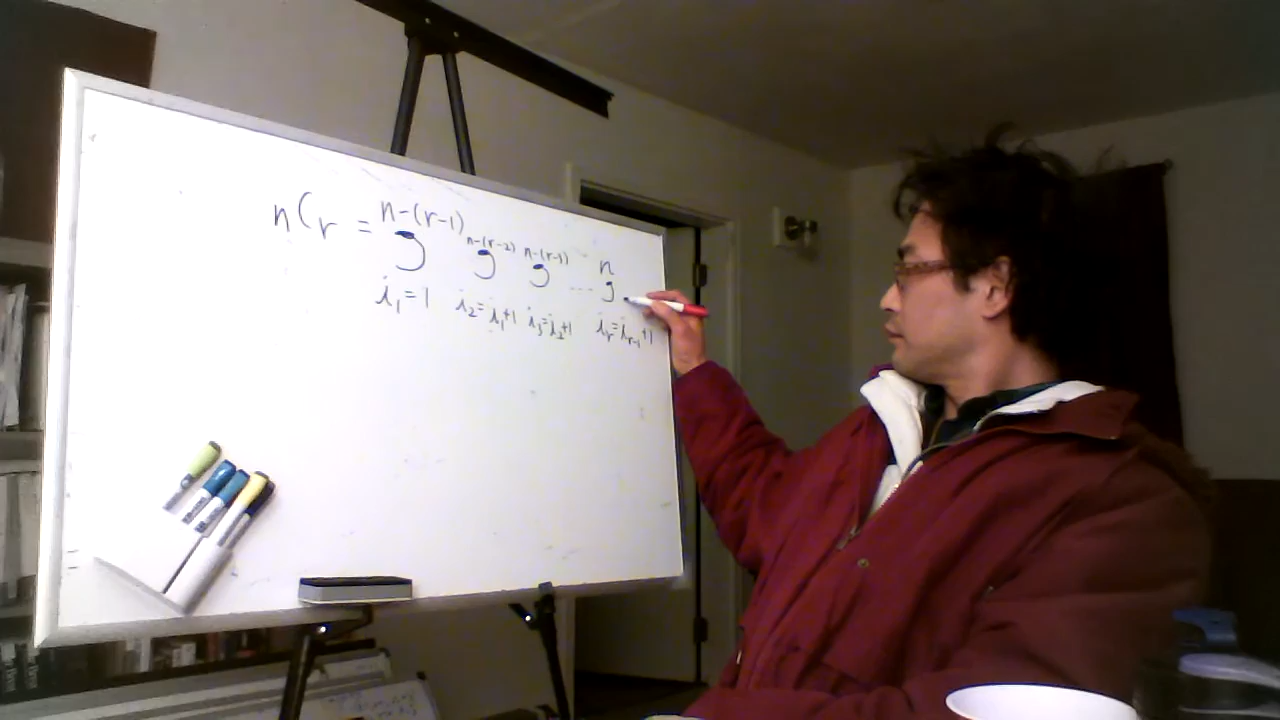 nCr = n-(r-1) g i₁=1 n-(r-2) g i₂=i₁+1 n-(r-3) g i₃=i₂+1 ... n g iᵣ=iᵣ₋₁+1